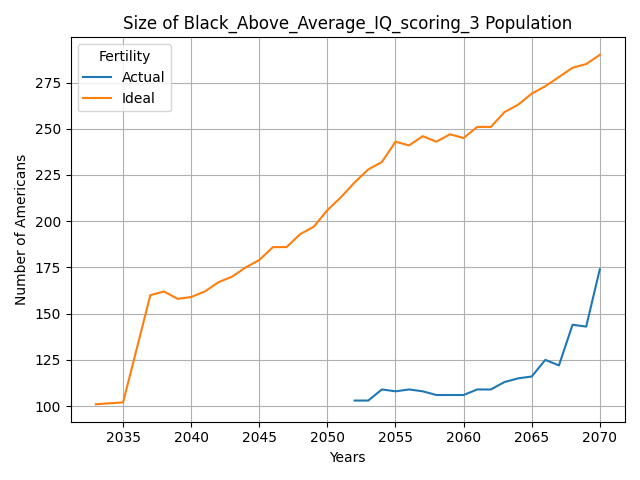 Size of Black_Above_Average_IQ_scoring_3 Population
Fertility
Actual
Ideal
Number of Americans
275
250
225
200
175
150
125
100
2035 2040 2045 2050 2055 2060 2065 2070
Years